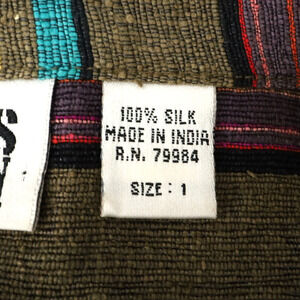 100% SILK
MADE IN INDIA
R.N. 79984
SIZE: 1